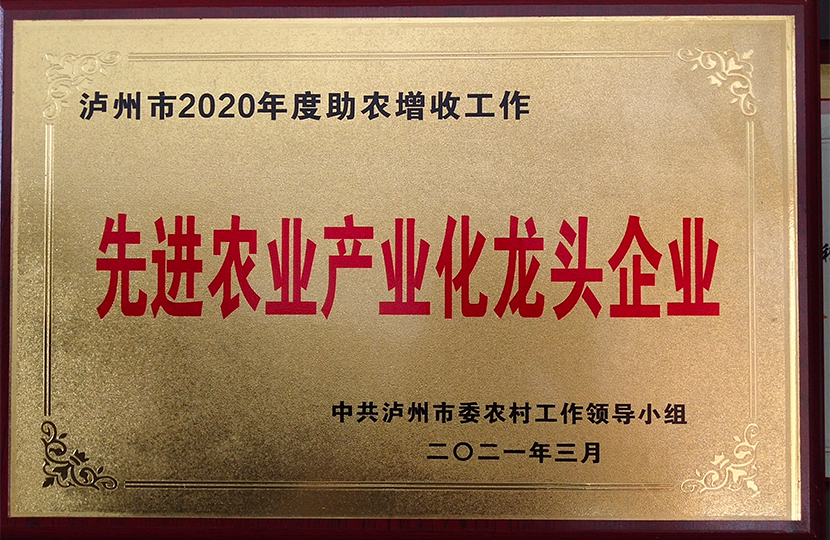 泸州市2020年度助农增收工作
先进农业产业化龙头企业
中共泸州市委农村工作领导小组
二〇二一年三月